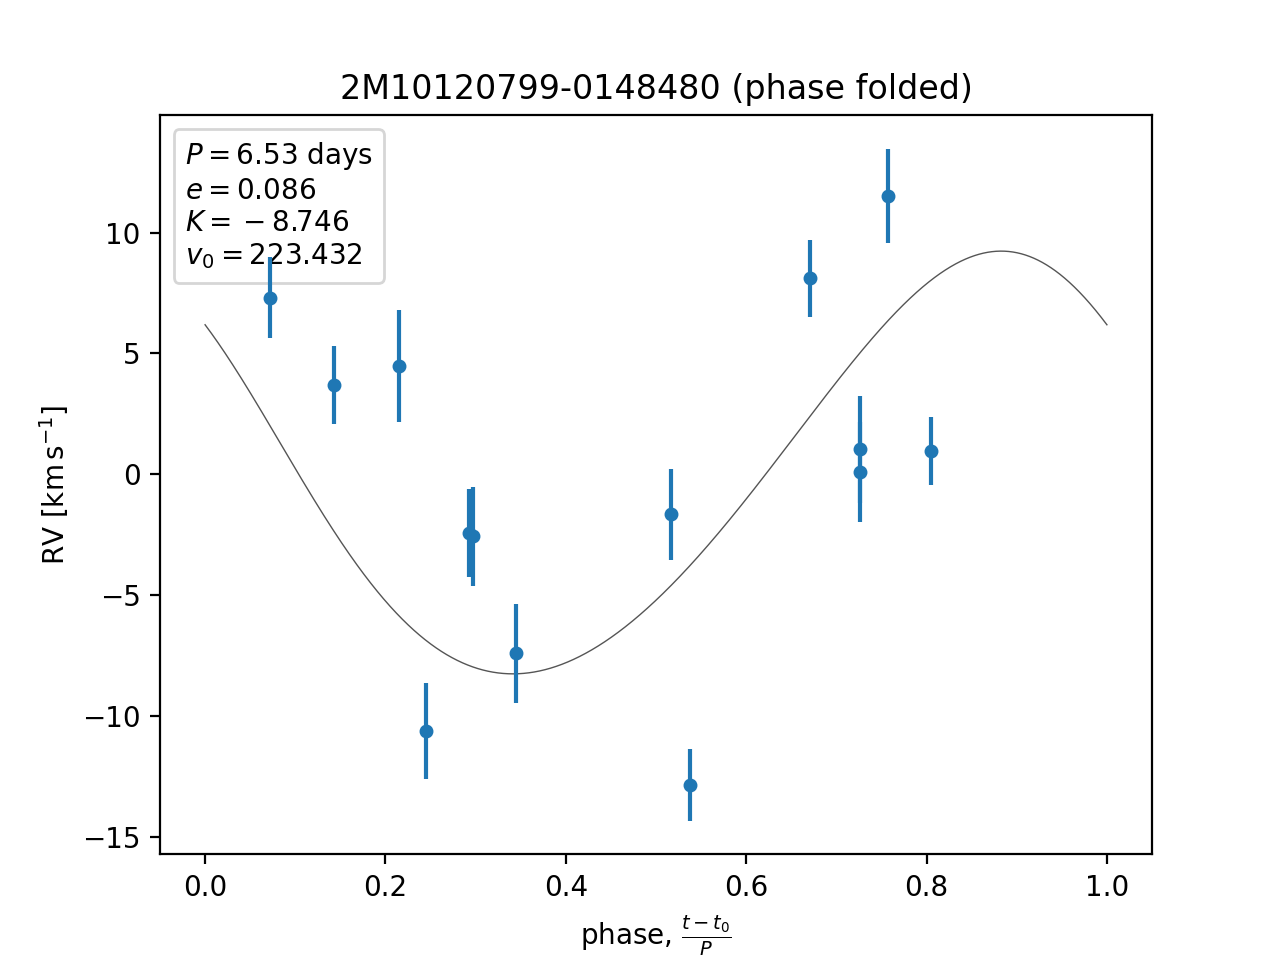 2M10120799-0148480 (phase folded)
P = 6.53 days
e = 0.086
K = −8.746
v₀ = 223.432
10
5
0
−5
−10
−15
RV [km s⁻¹]
0.0 0.2 0.4 0.6 0.8 1.0
phase, (t − t₀)/P